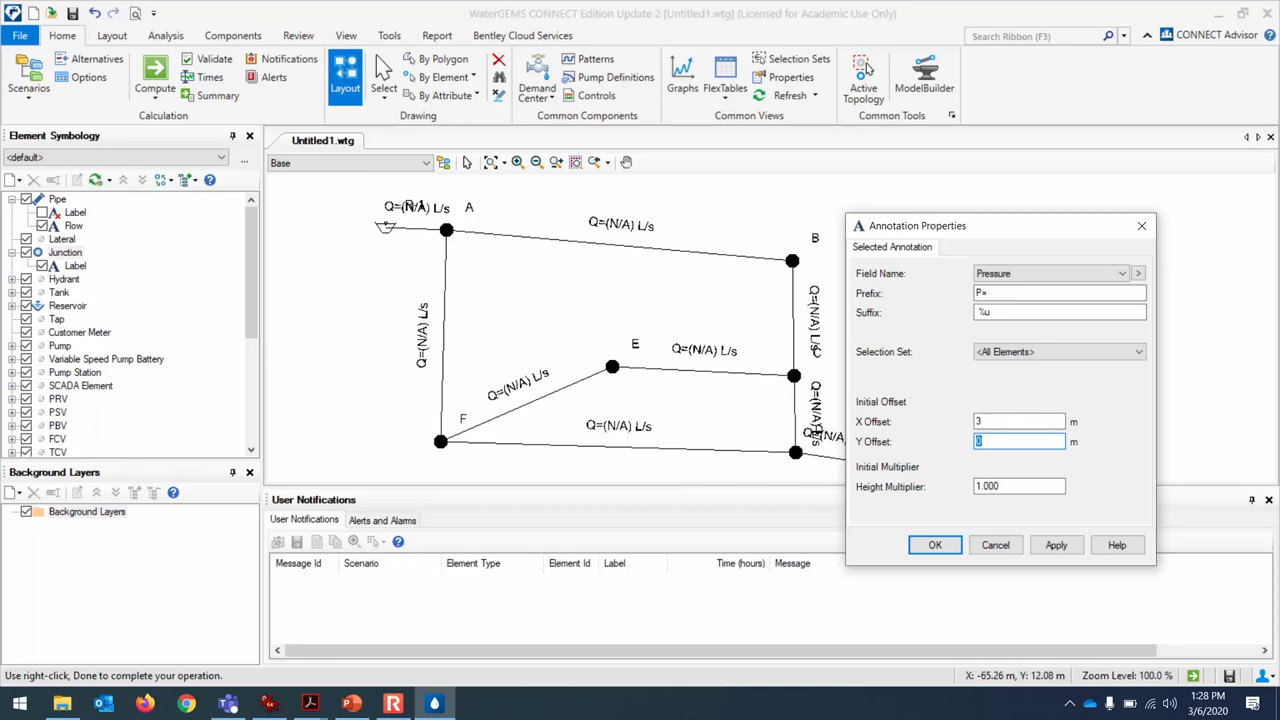 WaterGEMS CONNECT Edition Update 2 [Untitled1.wtg] (Licensed for Academic Use Only)
File Home Layout Analysis Components Review View Tools Report Bentley Cloud Services Search Ribbon (F3) CONNECT Advisor
Scenarios
Alternatives
Options
Compute
Validate
Times
Summary
Notifications
Alerts
Calculation
Layout
Select
By Polygon
By Element
By Attribute
Drawing
Demand
Center
Patterns
Pump Definitions
Controls
Common Components
Graphs
FlexTables
Selection Sets
Properties
Refresh
Common Views
Active
Topology
ModelBuilder
Common Tools
Element Symbology
<default>
...
Pipe
Label
Flow
Lateral
Junction
Label
Hydrant
Tank
Reservoir
Tap
Customer Meter
Pump
Variable Speed Pump Battery
Pump Station
SCADA Element
PRV
PSV
PBV
FCV
TCV
Background Layers
Background Layers
Untitled1.wtg
Base
Q=(N/A) L/s
A
Q=(N/A) L/s
B
Q=(N/A) L/s
Q=(N/A) L/s
C
E
Q=(N/A) L/s
Q=(N/A) L/s
Q=(N/A) L/s
F
Q=(N/A) L/s
Annotation Properties
Selected Annotation
Field Name: Pressure
Prefix: P=
Suffix: %u
Selection Set: <All Elements>
Initial Offset
X Offset: 3 m
Y Offset: 0 m
Initial Multiplier
Height Multiplier: 1.000
OK Cancel Apply Help
User Notifications
User Notifications Alerts and Alarms
Message Id Scenario Element Type Element Id Label Time (hours) Message
Use right-click, Done to complete your operation.
X: -65.26 m, Y: 12.08 m Zoom Level: 100.0 %
1:28 PM
3/6/2020